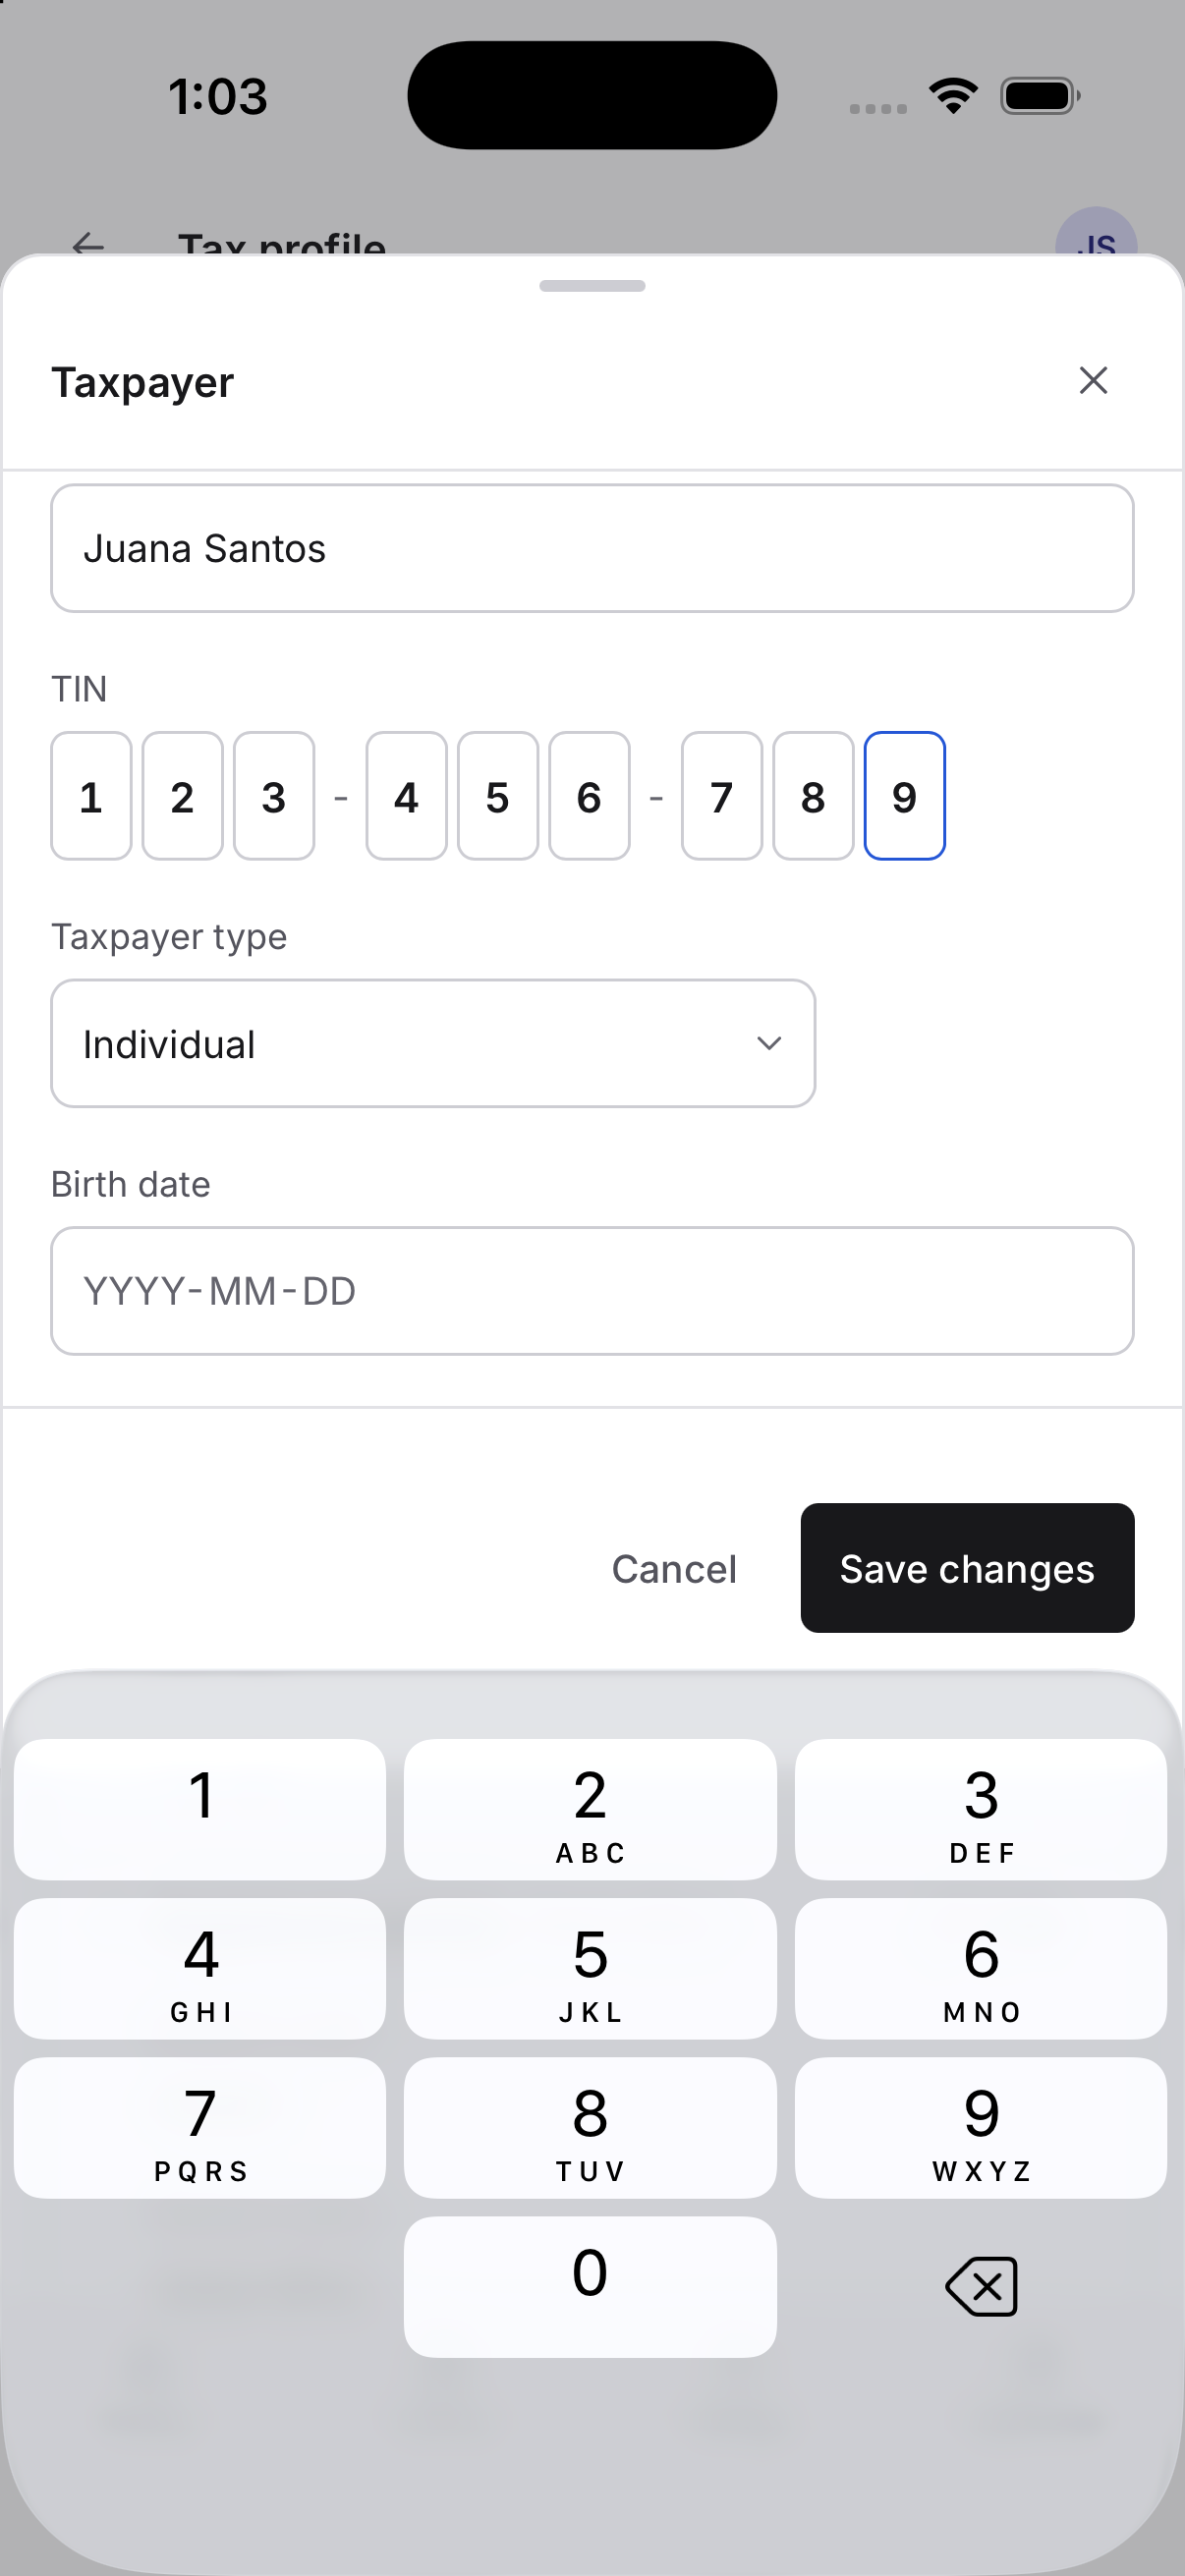 1:03
Tax profile
JS
Taxpayer
Juana Santos
TIN
1 2 3 - 4 5 6 - 7 8 9
Taxpayer type
Individual
Birth date
YYYY-MM-DD
Cancel Save changes
1 2 3
ABC DEF
4 5 6
GHI JKL MNO
7 8 9
PQRS TUV WXYZ
0